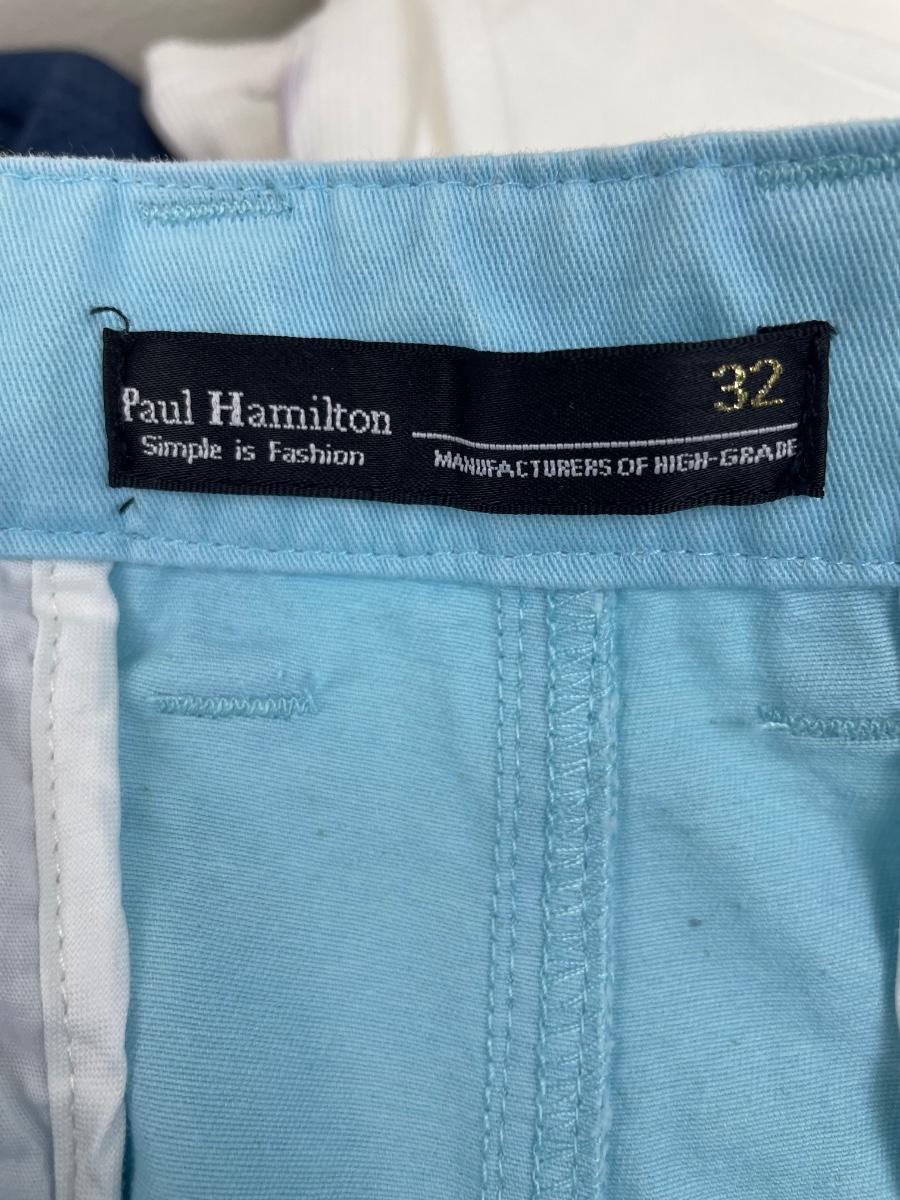 32
Paul Hamilton
Simple is Fashion
MANUFACTURERS OF HIGH-GRADE